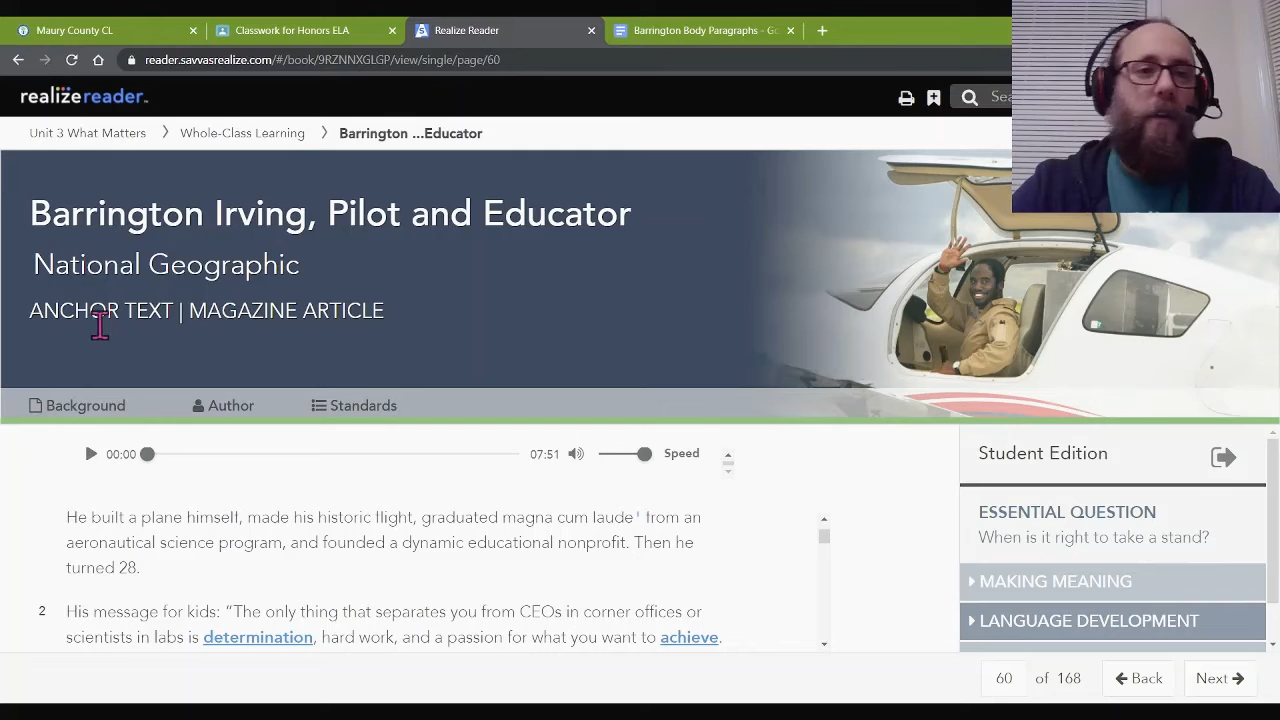 Maury County CL
Classwork for Honors ELA
Realize Reader
Barrington Body Paragraphs - Go
reader.savvasrealize.com/#/book/9RZNNXGLGP/.../single/page/60
realizereader
Sea
Unit 3 What Matters
Whole-Class Learning
Barrington ...Educator
Barrington Irving, Pilot and Educator
National Geographic
ANCHOR TEXT | MAGAZINE ARTICLE
Background
Author
Standards
00:00
07:51
Speed
He built a plane himself, made his historic flight, graduated magna cum laude¹ from an
aeronautical science program, and founded a dynamic educational nonprofit. Then he
turned 28.
2 His message for kids: “The only thing that separates you from CEOs in corner offices or
scientists in labs is determination, hard work, and a passion for what you want to achieve.
Student Edition
ESSENTIAL QUESTION
When is it right to take a stand?
MAKING MEANING
LANGUAGE DEVELOPMENT
60 of 168
Back
Next